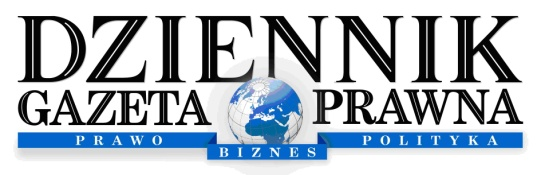 DZIENNIK
GAZETA PRAWNA
PRAWO BIZNES POLITYKA